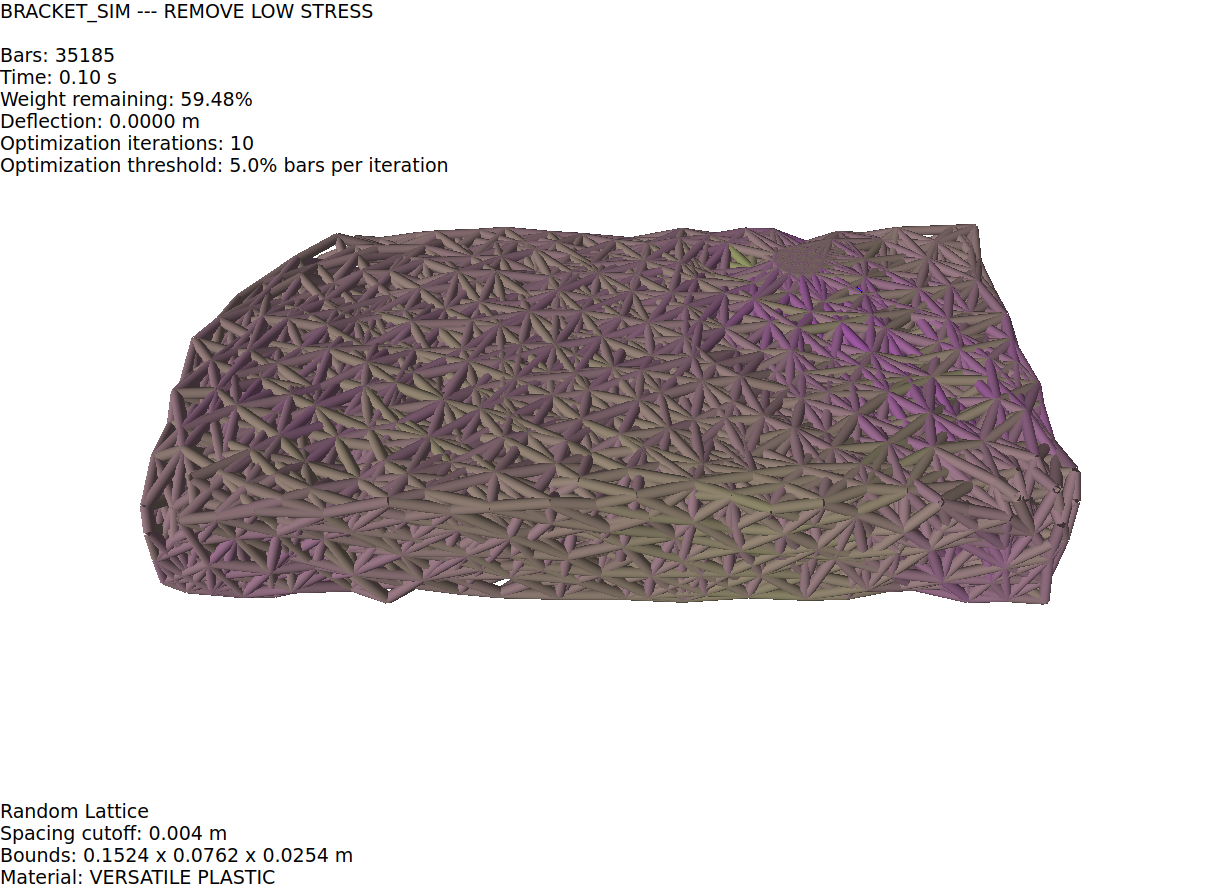 BRACKET_SIM --- REMOVE LOW STRESS
Bars: 35185
Time: 0.10 s
Weight remaining: 59.48%
Deflection: 0.0000 m
Optimization iterations: 10
Optimization threshold: 5.0% bars per iteration
Random Lattice
Spacing cutoff: 0.004 m
Bounds: 0.1524 x 0.0762 x 0.0254 m
Material: VERSATILE PLASTIC